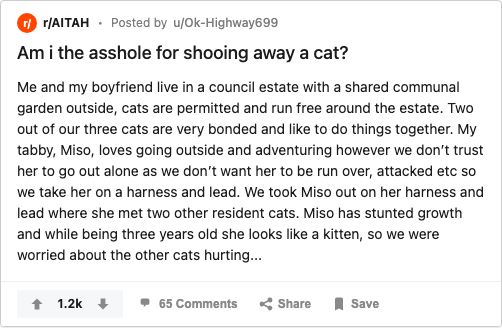 r/ r/AITAH · Posted by u/Ok-Highway699
Am i the asshole for shooing away a cat?
Me and my boyfriend live in a council estate with a shared communal
garden outside, cats are permitted and run free around the estate. Two
out of our three cats are very bonded and like to do things together. My
tabby, Miso, loves going outside and adventuring however we don’t trust
her to go out alone as we don’t want her to be run over, attacked etc so
we take her on a harness and lead. We took Miso out on her harness and
lead where she met two other resident cats. Miso has stunted growth
and while being three years old she looks like a kitten, so we were
worried about the other cats hurting...
1.2k 65 Comments Share Save